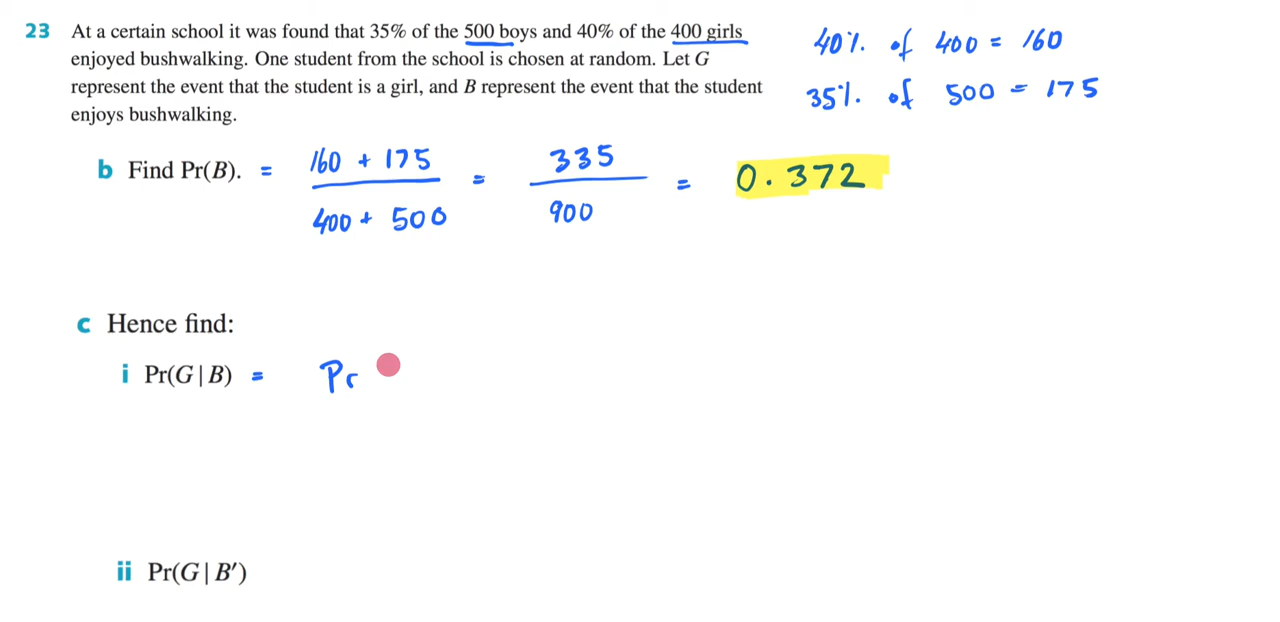 23 At a certain school it was found that 35% of the 500 boys and 40% of the 400 girls
enjoyed bushwalking. One student from the school is chosen at random. Let G
represent the event that the student is a girl, and B represent the event that the student
enjoys bushwalking.
40% of 400 = 160
35% of 500 = 175
b Find Pr(B). = 160 + 175 / 400 + 500 = 335 / 900 = 0.372
c Hence find:
i Pr(G|B) = Pr
ii Pr(G|B′)